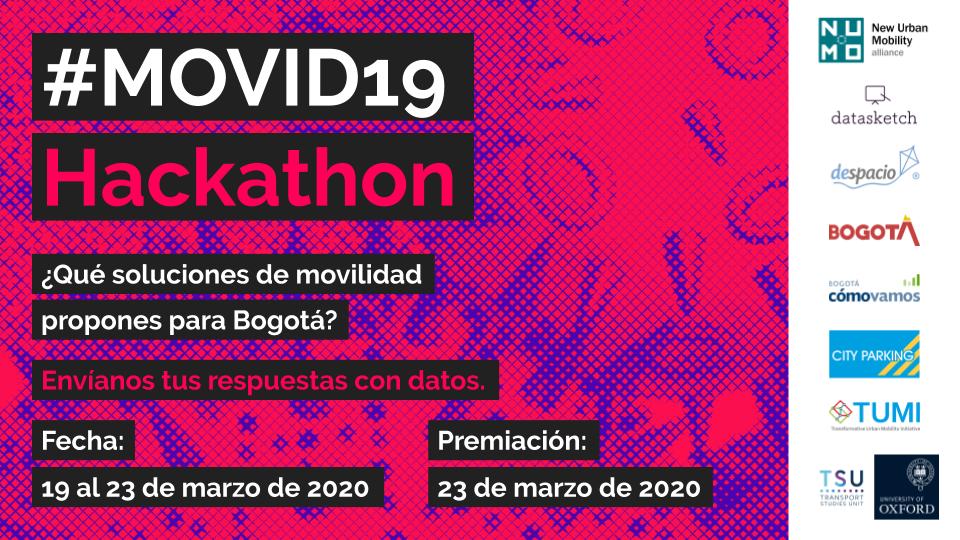 #MOVID19
Hackathon
¿Qué soluciones de movilidad
propones para Bogotá?
Envíanos tus respuestas con datos.
Fecha:
19 al 23 de marzo de 2020
Premiación:
23 de marzo de 2020
NU
MO
New Urban
Mobility
alliance
datasketch
despacio
®
BOGOTÁ
BOGOTÁ
cómovamos
CITY PARKING
TUMI
Transformative Urban Mobility Initiative
TSU
TRANSPORT
STUDIES UNIT
UNIVERSITY OF
OXFORD